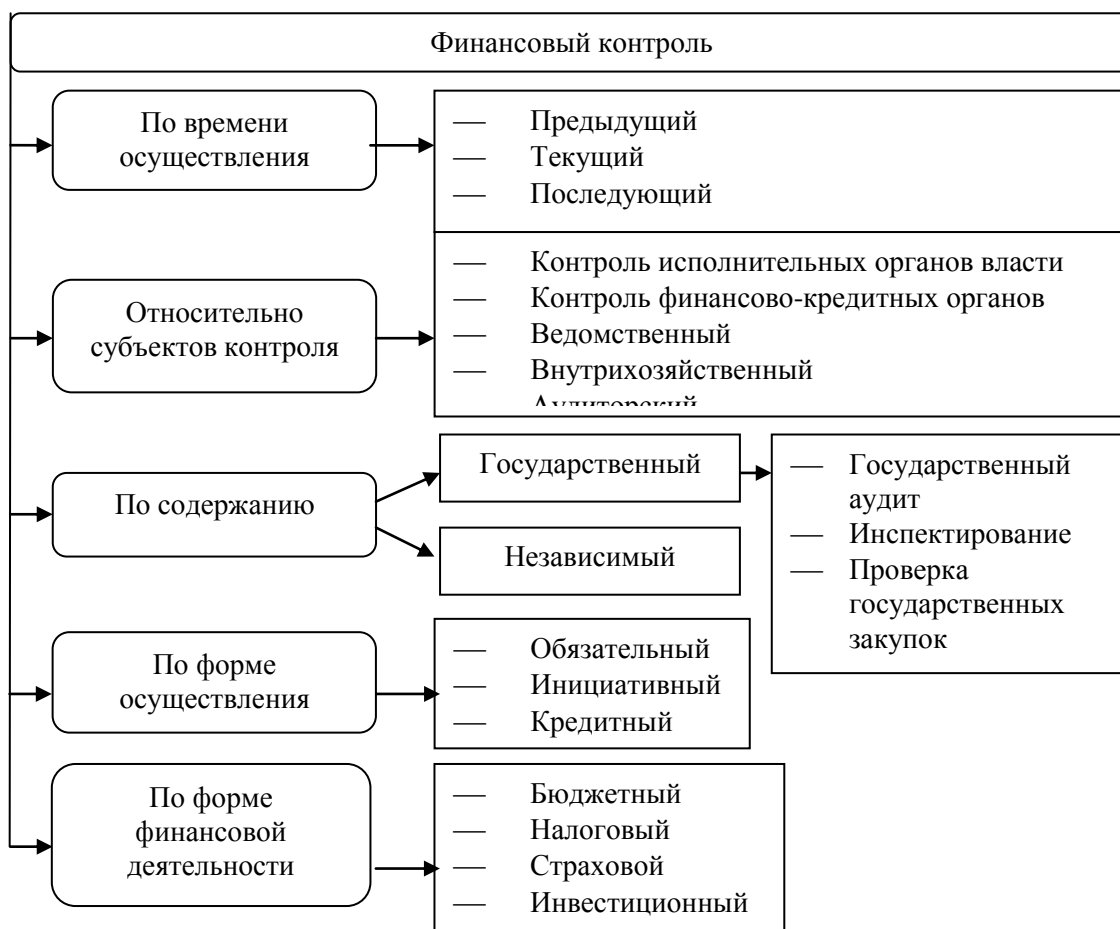 Финансовый контроль
По времени
осуществления
— Предыдущий
— Текущий
— Последующий
Относительно
субъектов контроля
— Контроль исполнительных органов власти
— Контроль финансово-кредитных органов
— Ведомственный
— Внутрихозяйственный
— Аудиторский
По содержанию
Государственный
Независимый
— Государственный
аудит
— Инспектирование
— Проверка
государственных
закупок
По форме
осуществления
— Обязательный
— Инициативный
— Кредитный
По форме
финансовой
деятельности
— Бюджетный
— Налоговый
— Страховой
— Инвестиционный